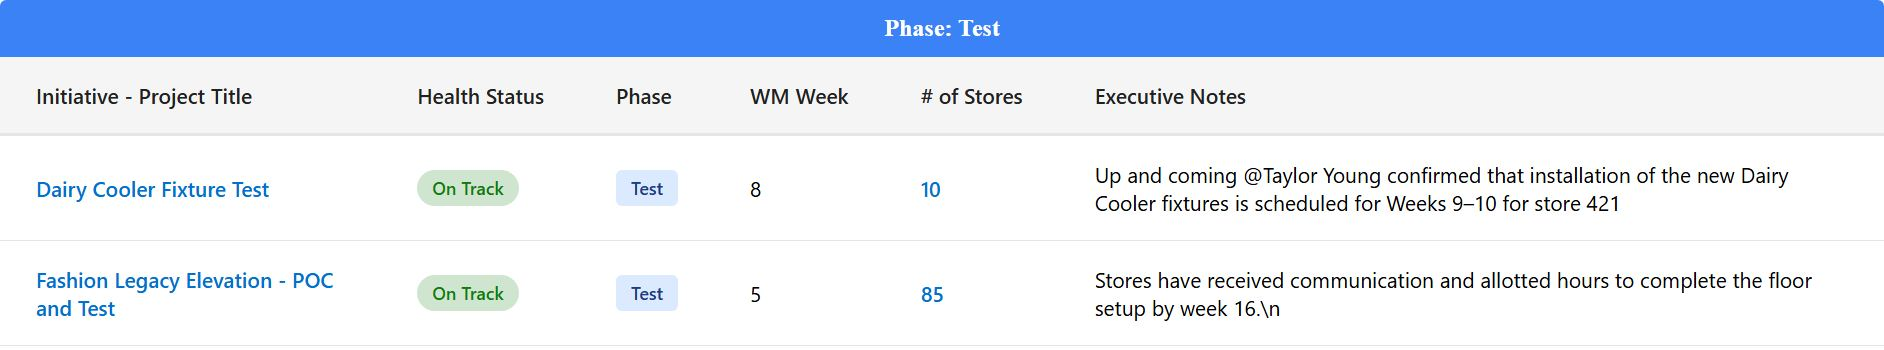 Phase: Test
Initiative - Project Title Health Status Phase WM Week # of Stores Executive Notes
Dairy Cooler Fixture Test On Track Test 8 10 Up and coming @Taylor Young confirmed that installation of the new Dairy
Cooler fixtures is scheduled for Weeks 9–10 for store 421
Fashion Legacy Elevation - POC
and Test On Track Test 5 85 Stores have received communication and allotted hours to complete the floor
setup by week 16.\n